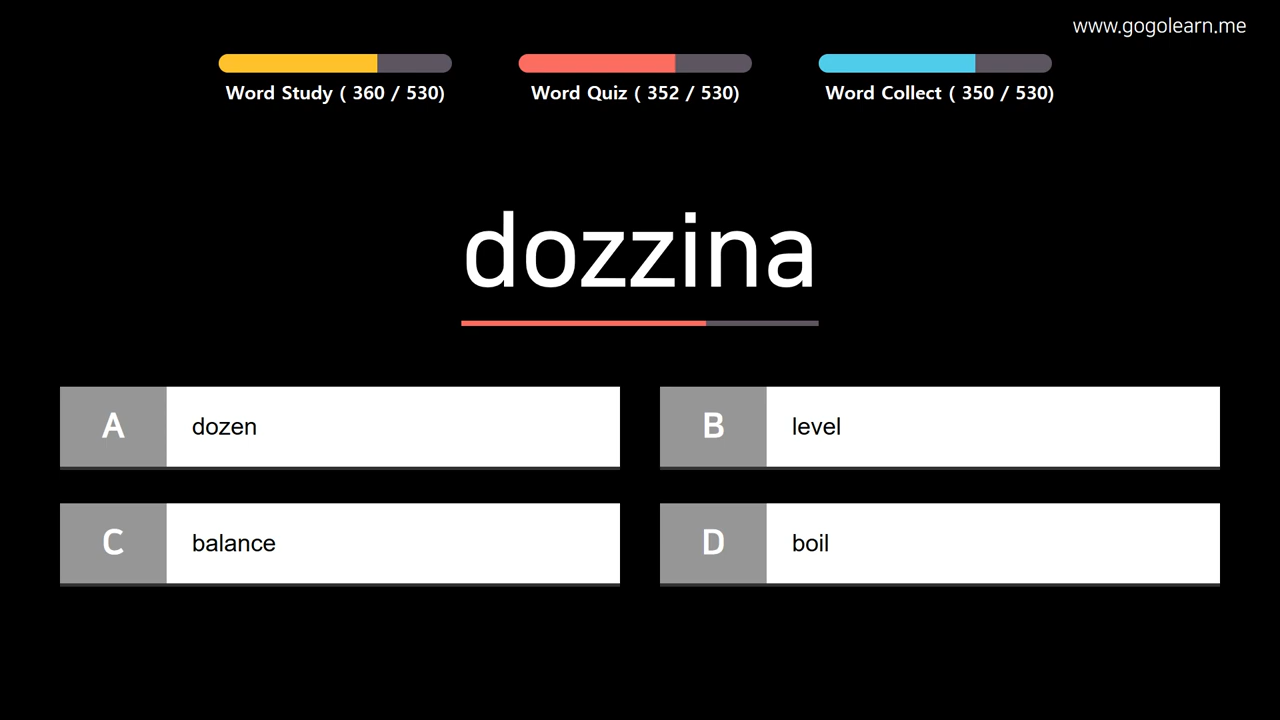 www.gogolearn.me
Word Study ( 360 / 530)
Word Quiz ( 352 / 530)
Word Collect ( 350 / 530)
dozzina
A dozen
B level
C balance
D boil